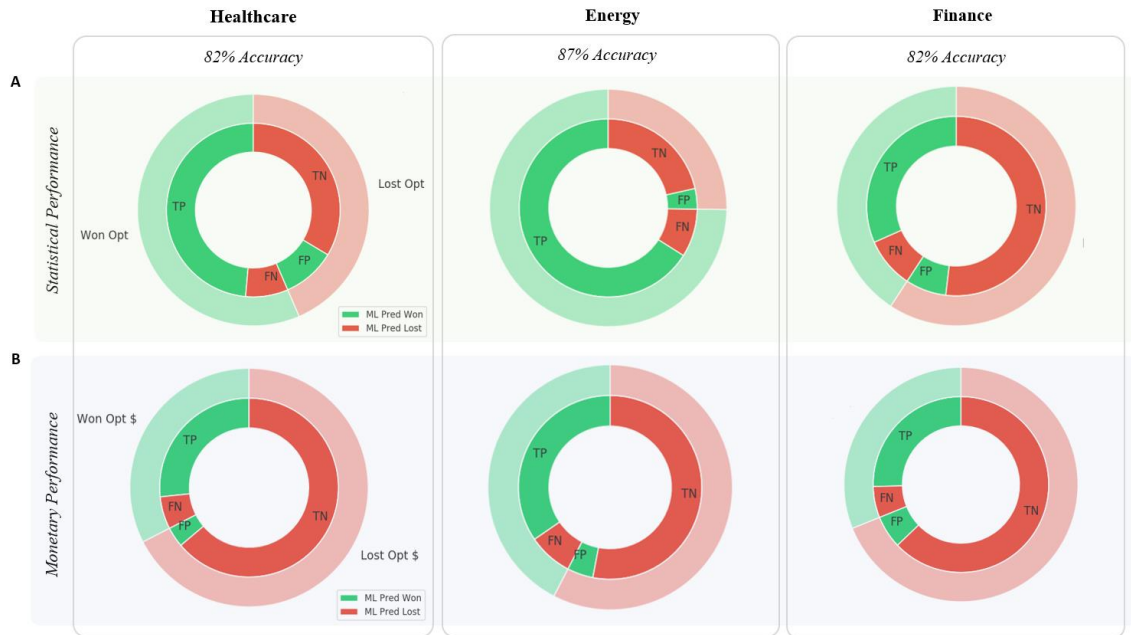 Healthcare
Energy
Finance
82% Accuracy
87% Accuracy
82% Accuracy
A
Statistical Performance
TP
TN
FP
FN
Won Opt
Lost Opt
ML Pred Won
ML Pred Lost
TN
FP
FN
TP
TP
TN
FN
FP
B
Monetary Performance
Won Opt $
TP
TN
FN
FP
Lost Opt $
ML Pred Won
ML Pred Lost
TP
TN
FN
FP
TP
TN
FN
FP